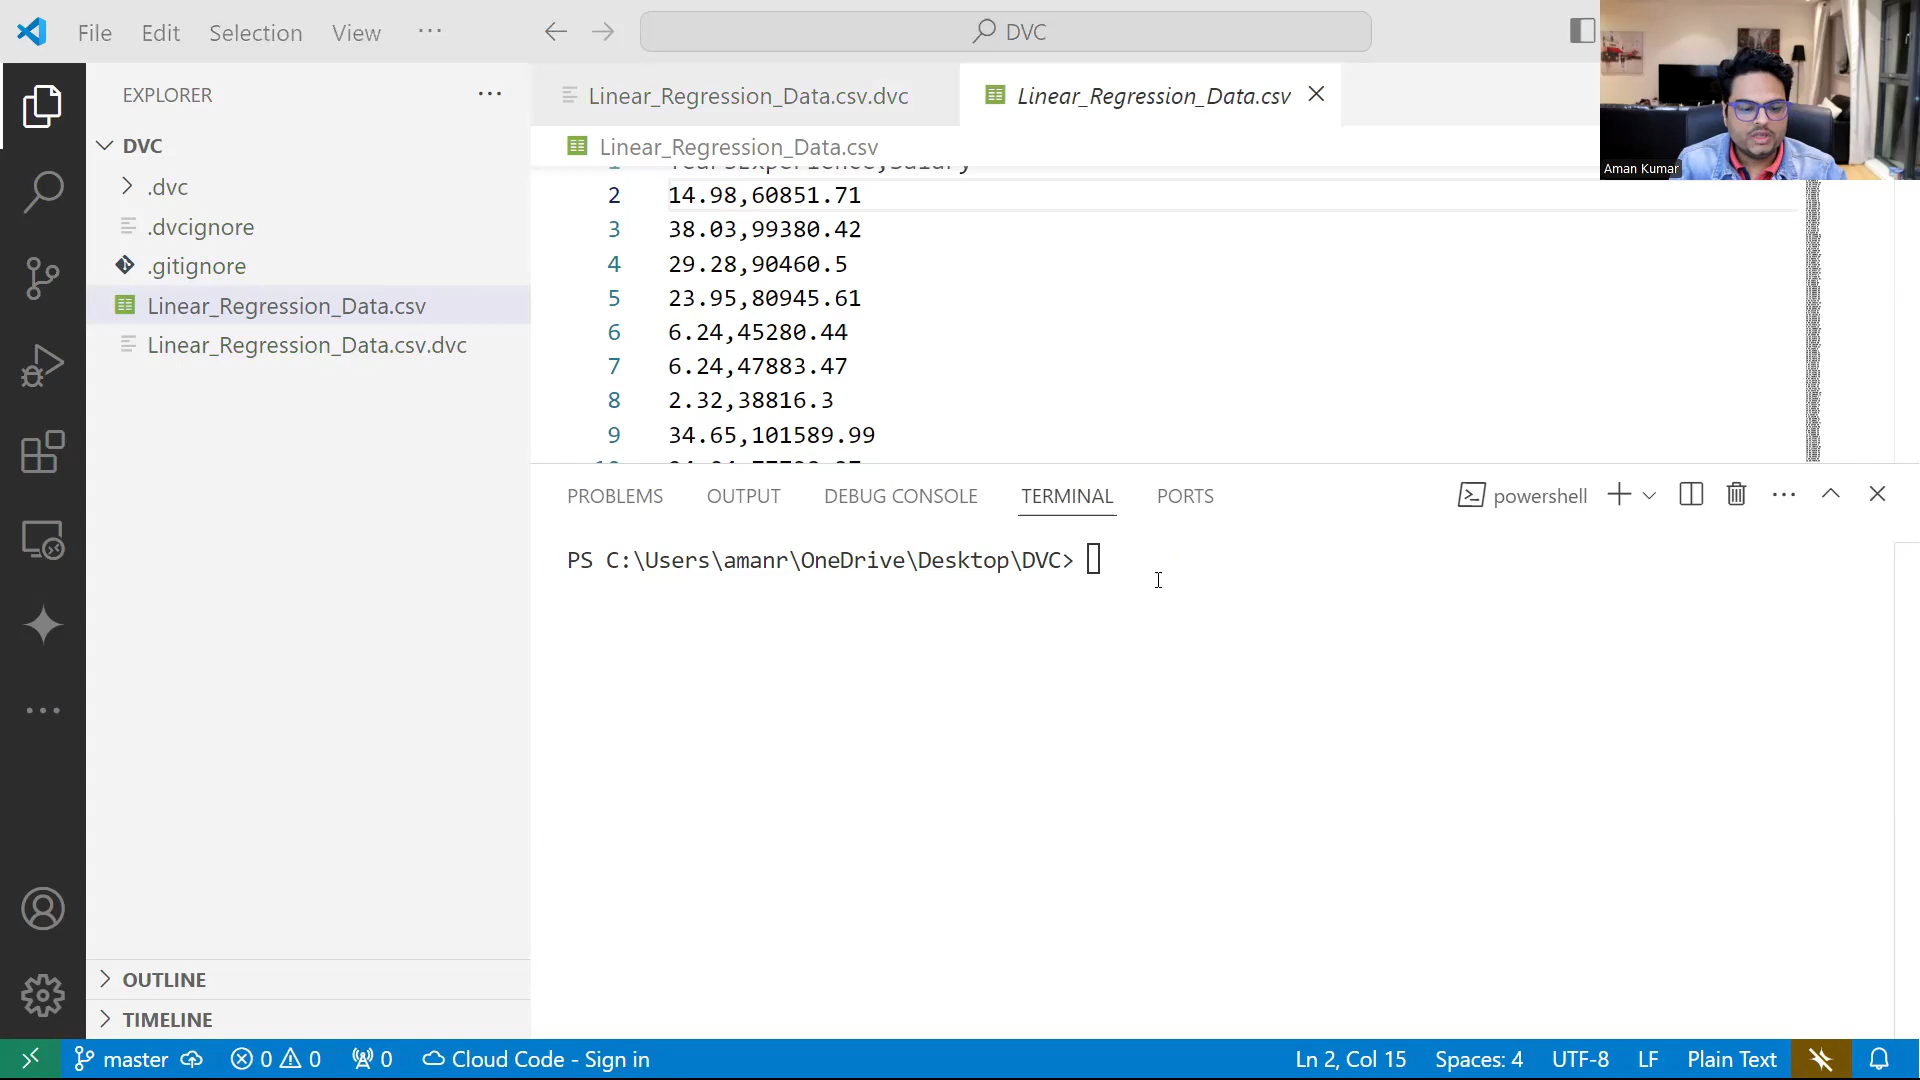 File Edit Selection View ...
DVC
Aman Kumar
EXPLORER
DVC
.dvc
.dvcignore
.gitignore
Linear_Regression_Data.csv
Linear_Regression_Data.csv.dvc
OUTLINE
TIMELINE
Linear_Regression_Data.csv.dvc
Linear_Regression_Data.csv
Linear_Regression_Data.csv
2 14.98,60851.71
3 38.03,99380.42
4 29.28,90460.5
5 23.95,80945.61
6 6.24,45280.44
7 6.24,47883.47
8 2.32,38816.3
9 34.65,101589.99
PROBLEMS OUTPUT DEBUG CONSOLE TERMINAL PORTS
powershell
PS C:\Users\amanr\OneDrive\Desktop\DVC>
master 0 0 0 Cloud Code - Sign in
Ln 2, Col 15 Spaces: 4 UTF-8 LF Plain Text